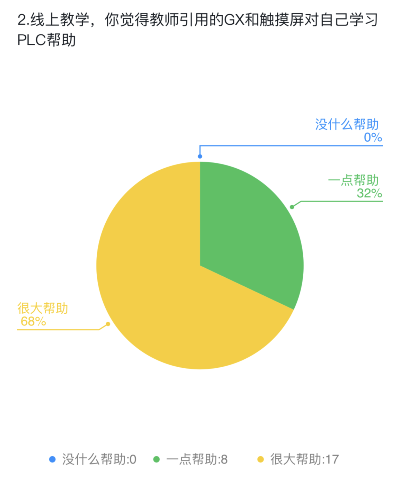 2.线上教学，你觉得教师引用的GX和触摸屏对自己学习
PLC帮助
没什么帮助
0%
一点帮助
32%
很大帮助
68%
没什么帮助:0 一点帮助:8 很大帮助:17